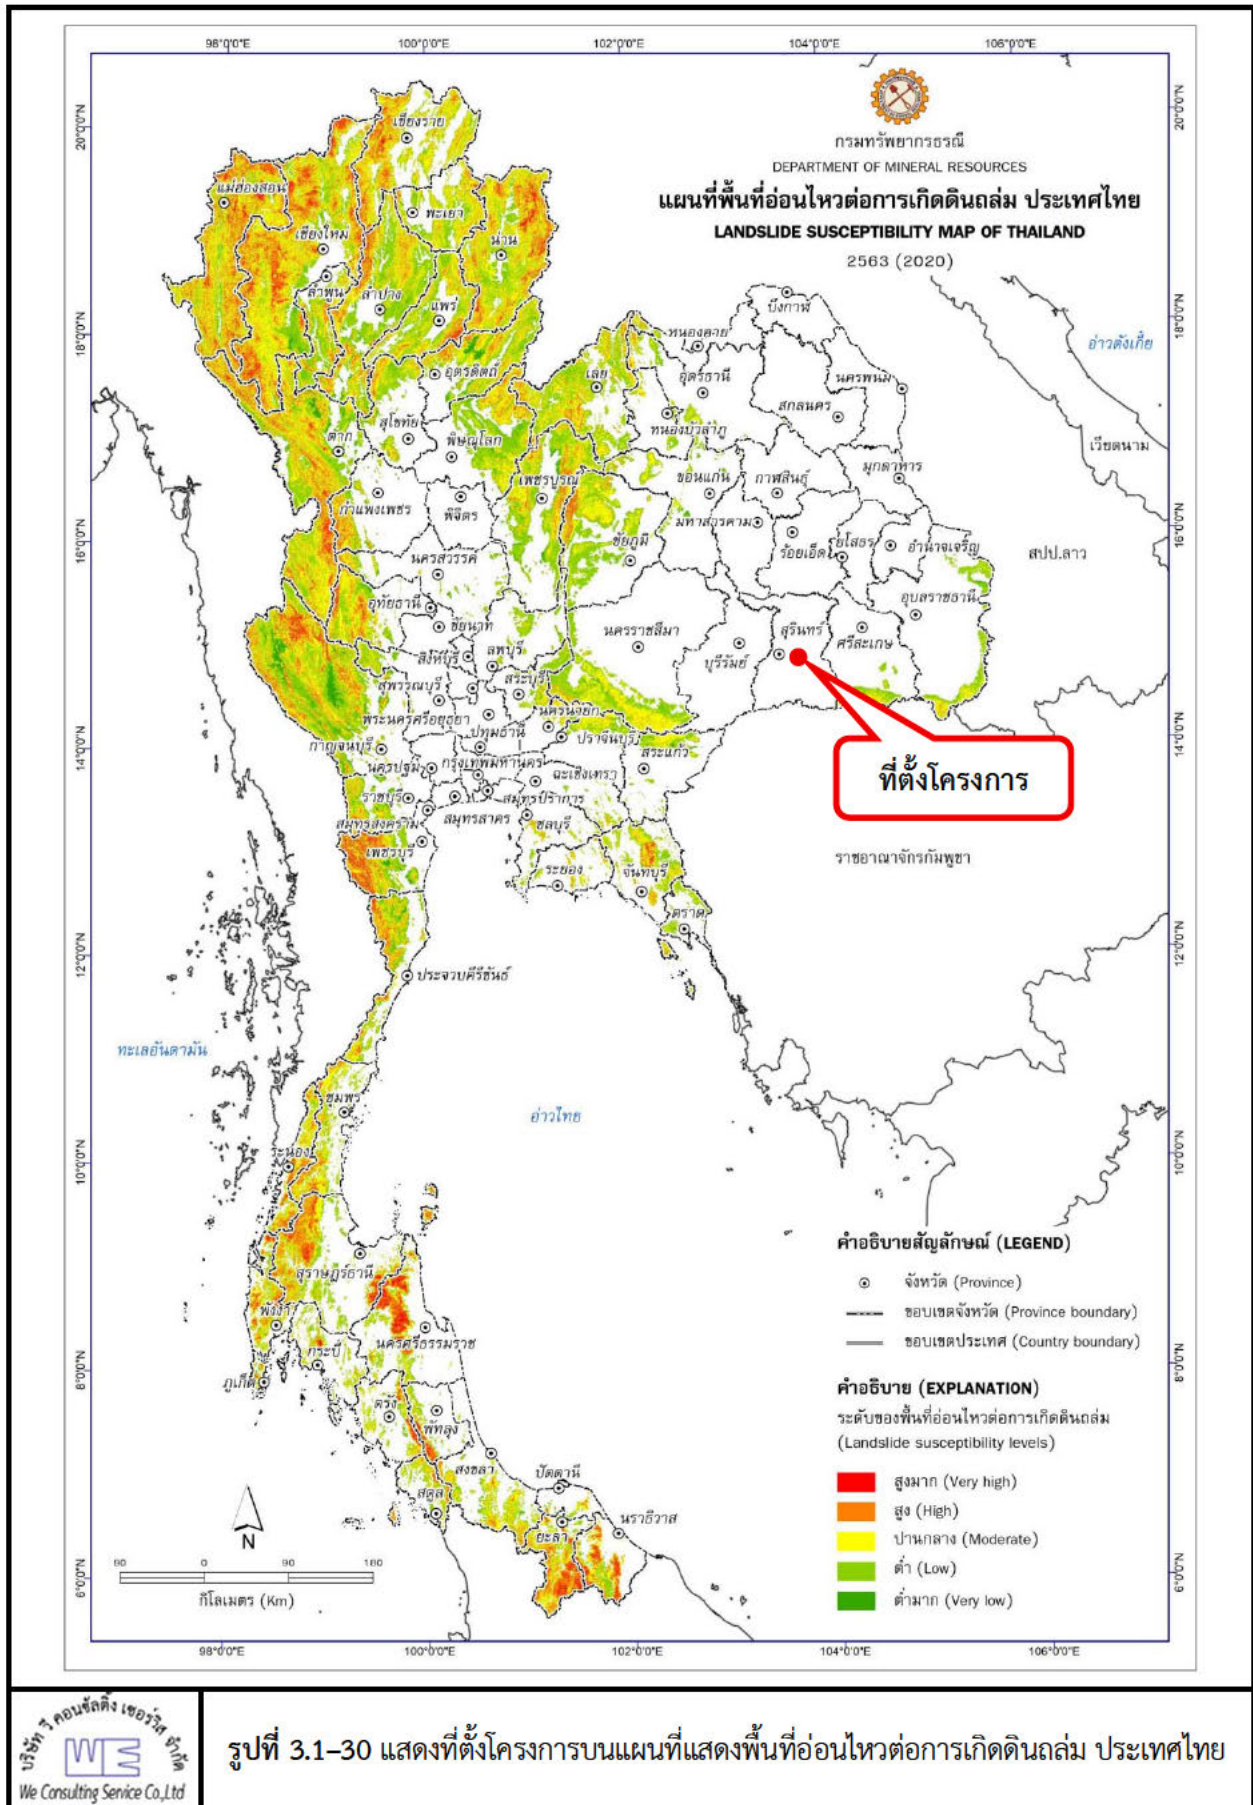 98°0'0"E 100°0'0"E 102°0'0"E 104°0'0"E 106°0'0"E
กรมทรัพยากรธรณี
DEPARTMENT OF MINERAL RESOURCES
แผนที่พื้นที่อ่อนไหวต่อการเกิดดินถล่ม ประเทศไทย
LANDSLIDE SUSCEPTIBILITY MAP OF THAILAND
2563 (2020)
20°0'0"N
18°0'0"N
16°0'0"N
14°0'0"N
12°0'0"N
10°0'0"N
8°0'0"N
6°0'0"N
20°0'0"N
18°0'0"N
16°0'0"N
14°0'0"N
12°0'0"N
10°0'0"N
8°0'0"N
6°0'0"N
เชียงราย
แม่ฮ่องสอน
พะเยา
เชียงใหม่
น่าน
ลำพูน
ลำปาง
แพร่
บึงกาฬ
หนองคาย
อ่าวตังเกี๋ย
อุตรดิตถ์
เลย
อุดรธานี
นครพนม
สกลนคร
สุโขทัย
หนองบัวลำภู
ตาก
พิษณุโลก
เวียดนาม
มุกดาหาร
เพชรบูรณ์
ขอนแก่น
กาฬสินธุ์
กำแพงเพชร
พิจิตร
มหาสารคาม
ชัยภูมิ
ร้อยเอ็ด
ยโสธร
อำนาจเจริญ
สปป.ลาว
นครสวรรค์
อุทัยธานี
อุบลราชธานี
ชัยนาท
นครราชสีมา
สุรินทร์
ศรีสะเกษ
ลพบุรี
สิงห์บุรี
บุรีรัมย์
สระบุรี
สุพรรณบุรี
นครนายก
พระนครศรีอยุธยา
ปทุมธานี
ปราจีนบุรี
กาญจนบุรี
สระแก้ว
นครปฐม
กรุงเทพมหานคร
ฉะเชิงเทรา
ที่ตั้งโครงการ
ราชบุรี
สมุทรปราการ
สมุทรสงคราม
สมุทรสาคร
ชลบุรี
เพชรบุรี
ราชอาณาจักรกัมพูชา
ระยอง
จันทบุรี
ตราด
ประจวบคีรีขันธ์
ทะเลอันดามัน
ชุมพร
อ่าวไทย
ระนอง
สุราษฎร์ธานี
พังงา
นครศรีธรรมราช
กระบี่
ภูเก็ต
ตรัง
พัทลุง
สงขลา
ปัตตานี
สตูล
ยะลา
นราธิวาส
คำอธิบายสัญลักษณ์ (LEGEND)
จังหวัด (Province)
ขอบเขตจังหวัด (Province boundary)
ขอบเขตประเทศ (Country boundary)
คำอธิบาย (EXPLANATION)
ระดับของพื้นที่อ่อนไหวต่อการเกิดดินถล่ม
(Landslide susceptibility levels)
สูงมาก (Very high)
สูง (High)
ปานกลาง (Moderate)
ต่ำ (Low)
ต่ำมาก (Very low)
N
90 0 90 180
กิโลเมตร (Km)
98°0'0"E 100°0'0"E 102°0'0"E 104°0'0"E 106°0'0"E
บริษัท วี คอนซัลติ้ง เซอร์วิส จำกัด
WE
We Consulting Service Co.,Ltd
รูปที่ 3.1–30 แสดงที่ตั้งโครงการบนแผนที่แสดงพื้นที่อ่อนไหวต่อการเกิดดินถล่ม ประเทศไทย